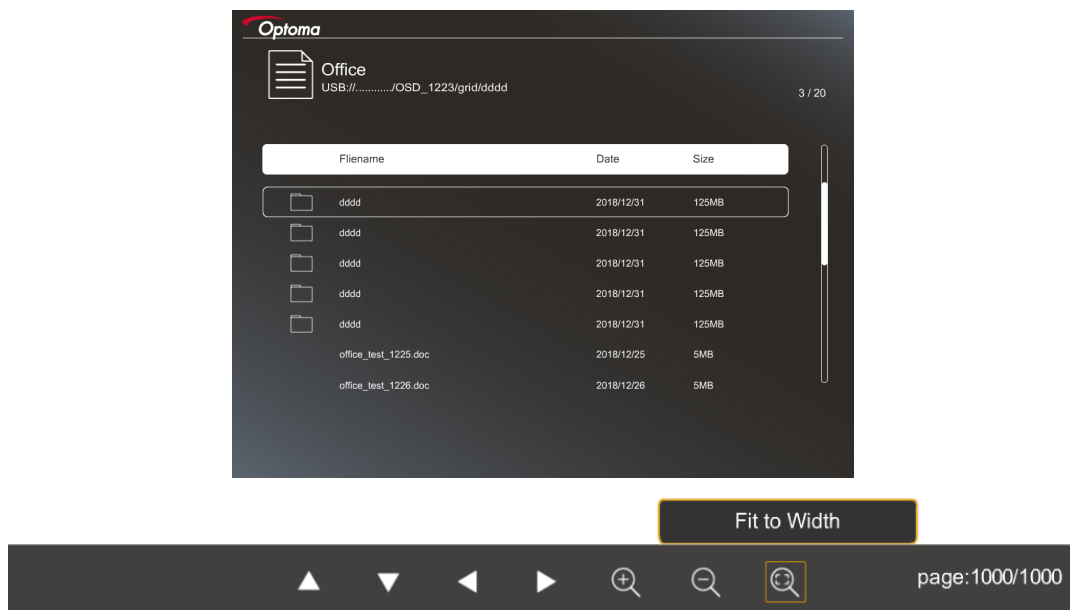 Optoma
Office
USB://.........../OSD_1223/grid/dddd
3 / 20
Fliename Date Size
dddd 2018/12/31 125MB
dddd 2018/12/31 125MB
dddd 2018/12/31 125MB
dddd 2018/12/31 125MB
dddd 2018/12/31 125MB
office_test_1225.doc 2018/12/25 5MB
office_test_1226.doc 2018/12/26 5MB
Fit to Width
page:1000/1000